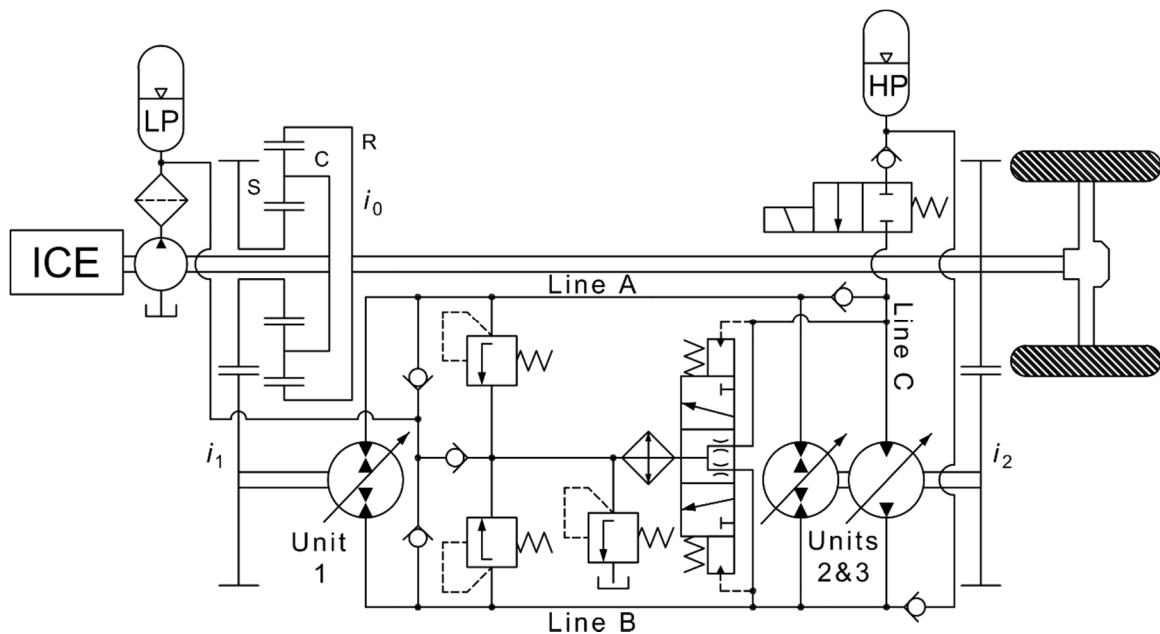 HP
LP
R
C
S
i0
ICE
Line A
Line C
i1
i2
Unit
1
Units
2&3
Line B